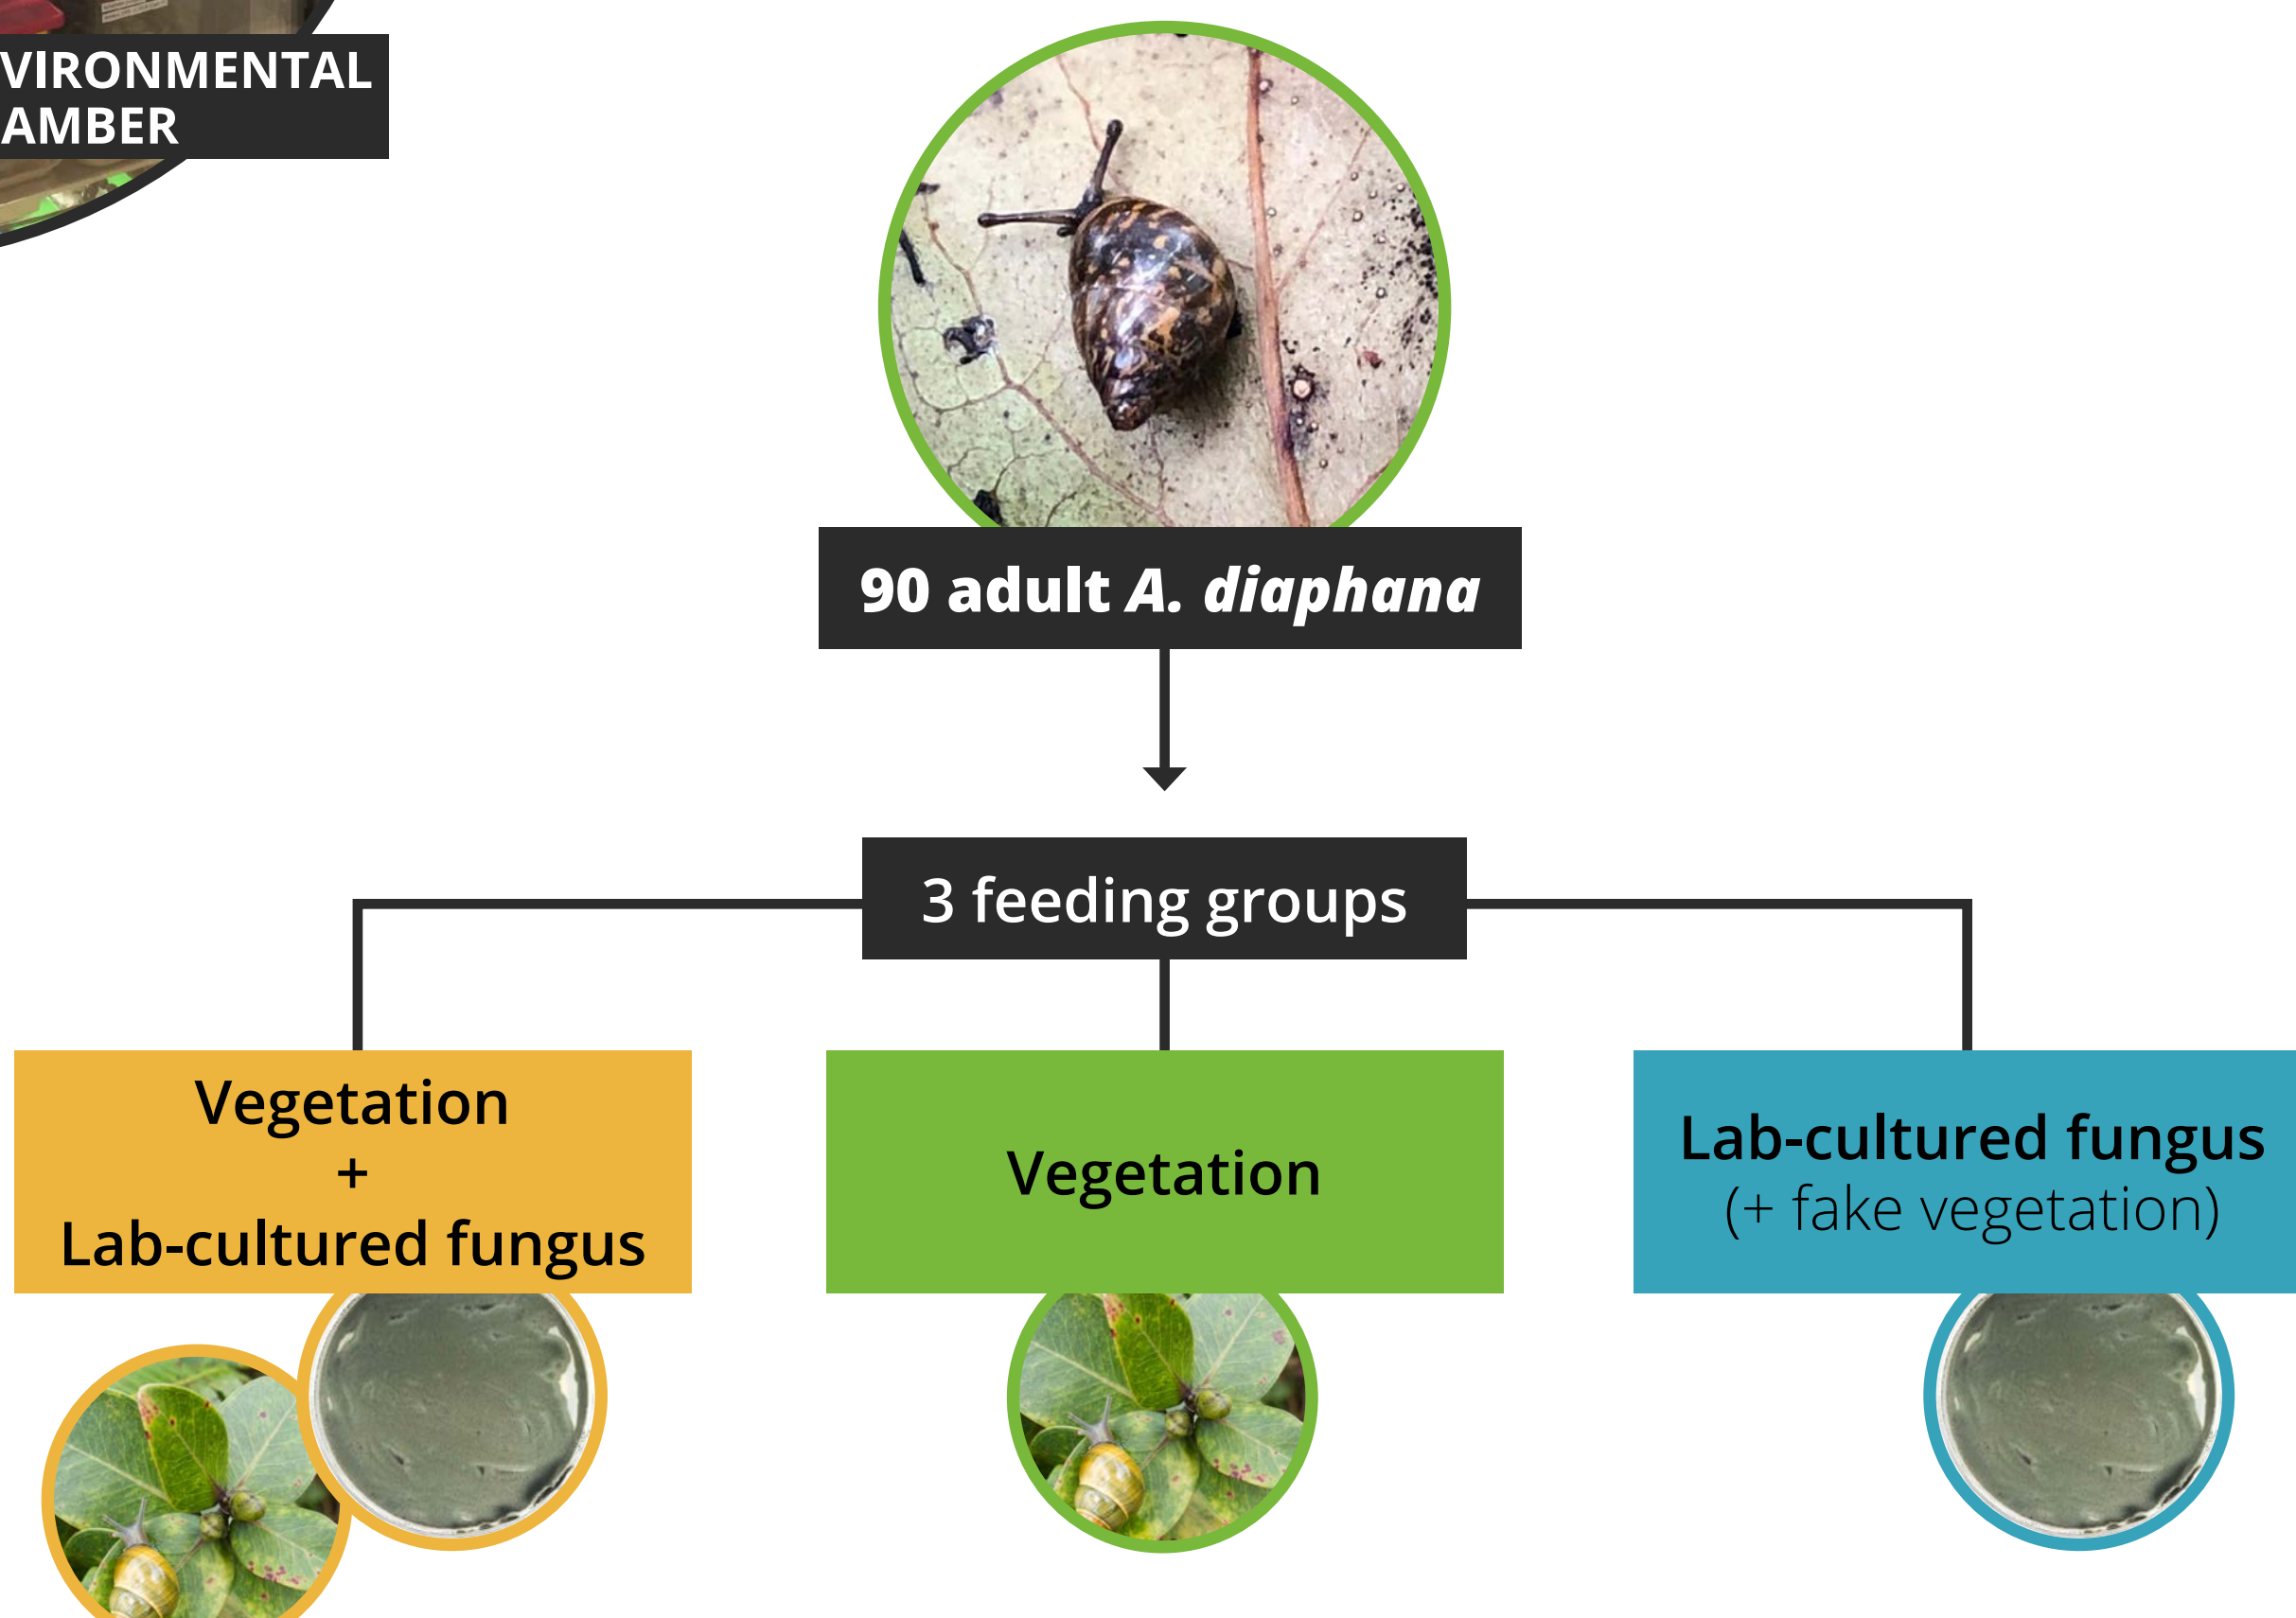 VIRONMENTAL
AMBER
90 adult A. diaphana
3 feeding groups
Vegetation
+
Lab-cultured fungus
Vegetation
Lab-cultured fungus
(+ fake vegetation)